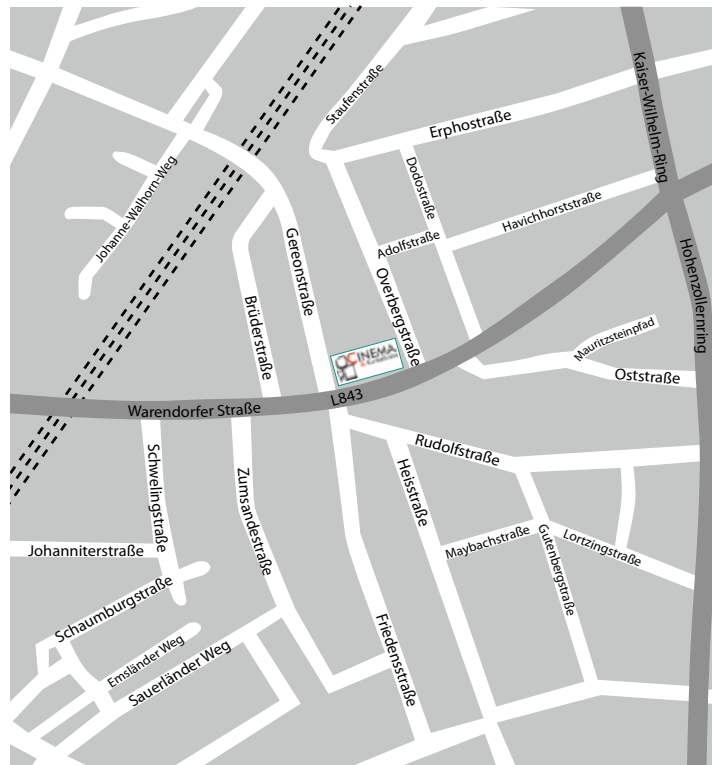 Staufenstraße
Erphostraße
Kaiser-Wilhelm-Ring
Johanne-Walhorn-Weg
Dodostraße
Havichhorststraße
Adolfstraße
Gereonstraße
Overbergstraße
Hohenzollernring
Brüderstraße
Mauritzsteinpfad
CINEMA
Oststraße
L843
Warendorfer Straße
Rudolfstraße
Schwelingstraße
Zumsandestraße
Heisstraße
Maybachstraße
Gutenbergstraße
Lortzingstraße
Johanniterstraße
Schaumburgstraße
Emsländer Weg
Sauerländer Weg
Friedensstraße